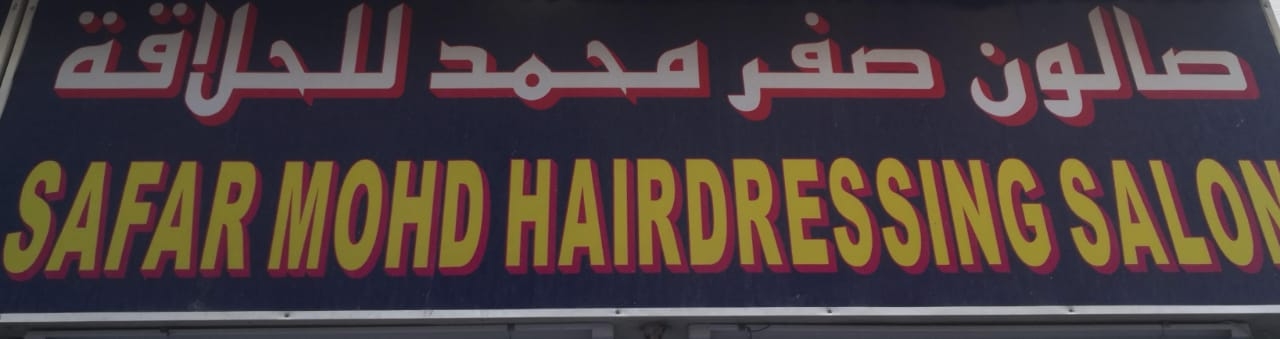 صالون صفر محمد للحلاقة
SAFAR MOHD HAIRDRESSING SALON